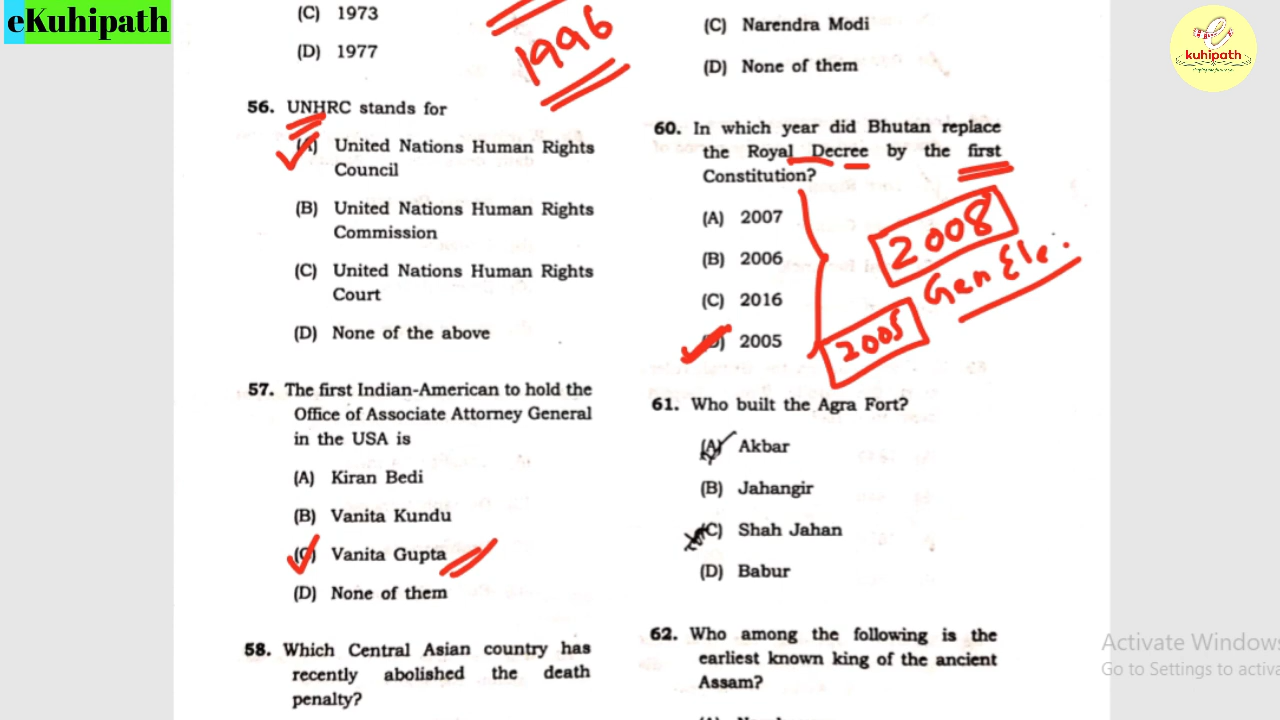 eKuhipath
(C) 1973
(D) 1977
1996
56. UNHRC stands for
(A) United Nations Human Rights
Council
(B) United Nations Human Rights
Commission
(C) United Nations Human Rights
Court
(D) None of the above
57. The first Indian-American to hold the
Office of Associate Attorney General
in the USA is
(A) Kiran Bedi
(B) Vanita Kundu
(C) Vanita Gupta
(D) None of them
58. Which Central Asian country has
recently abolished the death
penalty?
(C) Narendra Modi
(D) None of them
60. In which year did Bhutan replace
the Royal Decree by the first
Constitution?
(A) 2007
(B) 2006
(C) 2016
(D) 2005
2008
Gen Ele.
2005
61. Who built the Agra Fort?
(A) Akbar
(B) Jahangir
(C) Shah Jahan
(D) Babur
62. Who among the following is the
earliest known king of the ancient
Assam?
kuhipath
Activate Windows
Go to Settings to activa